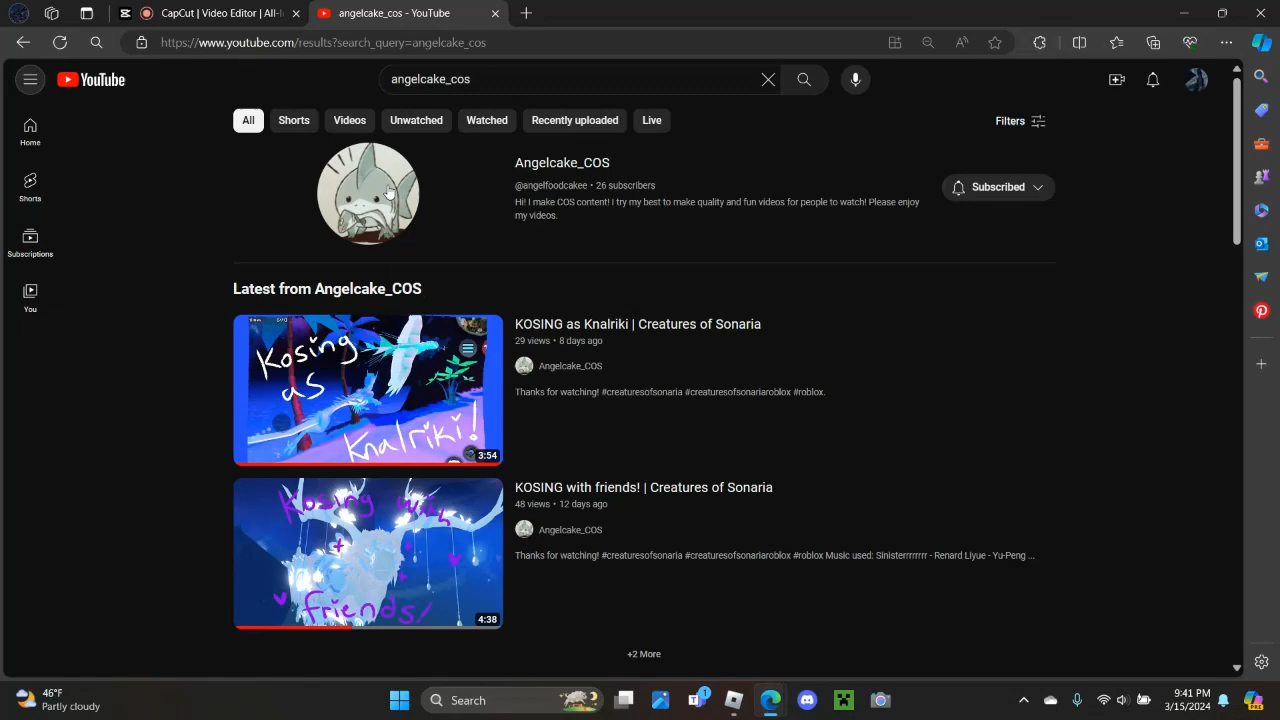 CapCut | Video Editor | All-I
angelcake_cos - YouTube
https://www.youtube.com/results?search_query=angelcake_cos
YouTube
angelcake_cos
Home
Shorts
Subscriptions
You
All
Shorts
Videos
Unwatched
Watched
Recently uploaded
Live
Filters
Angelcake_COS
@angelfoodcakee • 26 subscribers
Hi! I make COS content! I try my best to make quality and fun videos for people to watch! Please enjoy
my videos.
Subscribed
Latest from Angelcake_COS
Kosing
as
Knalriki!
3:54
KOSING as Knalriki | Creatures of Sonaria
29 views • 8 days ago
Angelcake_COS
Thanks for watching! #creaturesofsonaria #creaturesofsonariaroblox #roblox.
Kosing with
+
friends!
4:38
KOSING with friends! | Creatures of Sonaria
48 views • 12 days ago
Angelcake_COS
Thanks for watching! #creaturesofsonaria #creaturesofsonariaroblox #roblox Music used: Sinisterrrrrrr - Renard Liyue - Yu-Peng ...
+2 More
46°F
Partly cloudy
Search
1
9:41 PM
3/15/2024
PRE